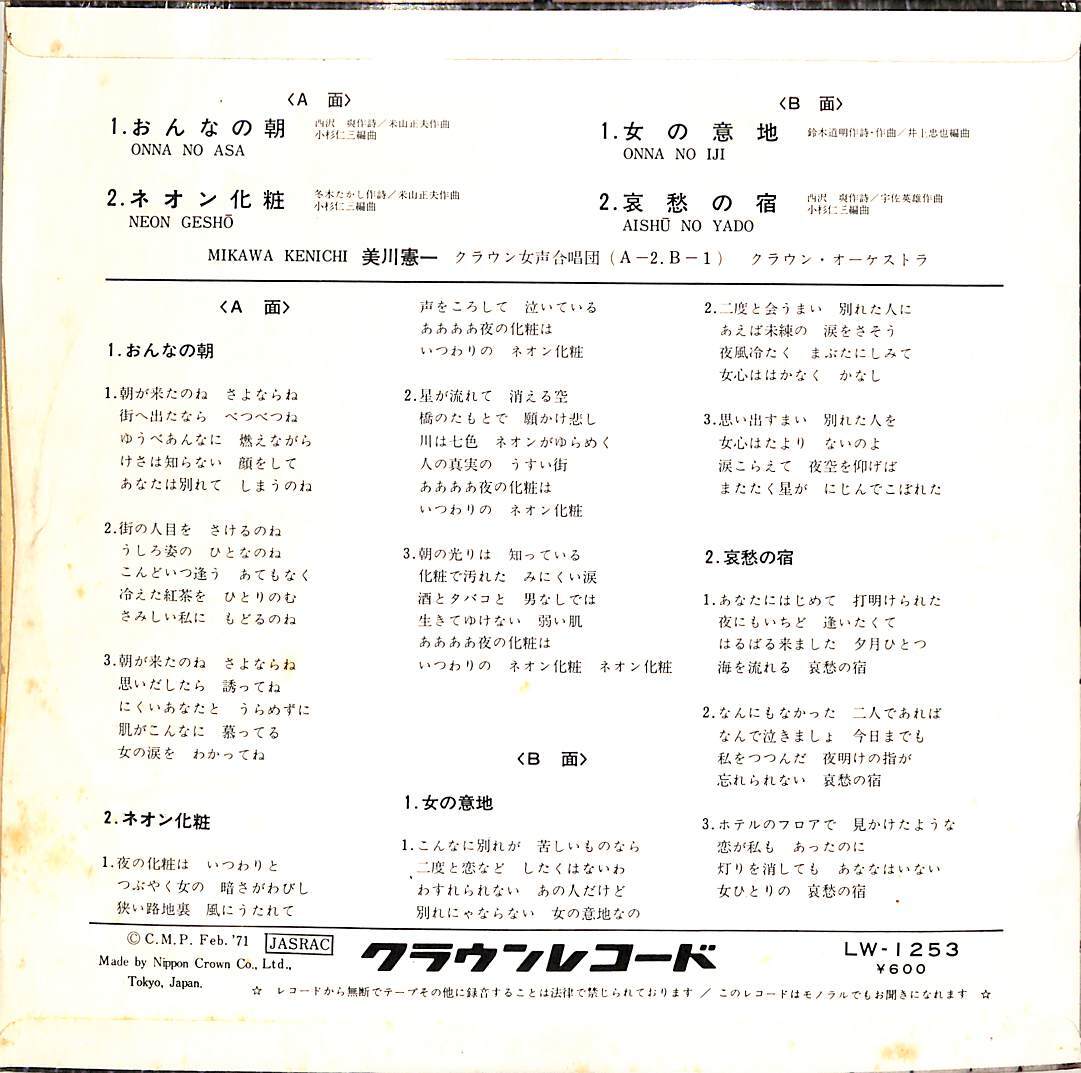 〈A 面〉
1.おんなの朝 西沢 爽作詩／米山正夫作曲
小杉仁三編曲
ONNA NO ASA
2.ネオン化粧 冬木たかし作詩／米山正夫作曲
小杉仁三編曲
NEON GESHŌ
〈B 面〉
1.女の意地 鈴木道明作詩・作曲／井上忠也編曲
ONNA NO IJI
2.哀愁の宿 西沢 爽作詩／宇佐英雄作曲
小杉仁三編曲
AISHŪ NO YADO
MIKAWA KENICHI 美川憲一 クラウン女声合唱団（A－2.B－1） クラウン・オーケストラ
〈A 面〉
1.おんなの朝
1.朝が来たのね さよならね
街へ出たなら べつべつね
ゆうべあんなに 燃えながら
けさは知らない 顔をして
あなたは別れて しまうのね
2.街の人目を さけるのね
うしろ姿の ひとなのね
こんどいつ逢う あてもなく
冷えた紅茶を ひとりのむ
さみしい私に もどるのね
3.朝が来たのね さよならね
思いだしたら 誘ってね
にくいあなたと うらめずに
肌がこんなに 慕ってる
女の涙を わかってね
2.ネオン化粧
1.夜の化粧は いつわりと
つぶやく女の 暗さがわびし
狭い路地裏 風にうたれて
声をころして 泣いている
ああああ夜の化粧は
いつわりの ネオン化粧
2.星が流れて 消える空
橋のたもとで 願かけ悲し
川は七色 ネオンがゆらめく
人の真実の うすい街
ああああ夜の化粧は
いつわりの ネオン化粧
3.朝の光りは 知っている
化粧で汚れた みにくい涙
酒とタバコと 男なしでは
生きてゆけない 弱い肌
ああああ夜の化粧は
いつわりの ネオン化粧 ネオン化粧
〈B 面〉
1.女の意地
1.こんなに別れが 苦しいものなら
二度と恋など したくはないわ
わすれられない あの人だけど
別れにゃならない 女の意地なの
2.二度と会うまい 別れた人に
あえば未練の 涙をさそう
夜風冷たく まぶたにしみて
女心ははかなく かなし
3.思い出すまい 別れた人を
女心はたより ないのよ
涙こらえて 夜空を仰げば
またたく星が にじんでこぼれた
2.哀愁の宿
1.あなたにはじめて 打明けられた
夜にもいちど 逢いたくて
はるばる来ました 夕月ひとつ
海を流れる 哀愁の宿
2.なんにもなかった 二人であれば
なんで泣きましょ 今日までも
私をつつんだ 夜明けの指が
忘れられない 哀愁の宿
3.ホテルのフロアで 見かけたような
恋が私も あったのに
灯りを消しても あななはいない
女ひとりの 哀愁の宿
© C.M.P. Feb. '71 JASRAC
Made by Nippon Crown Co., Ltd.,
Tokyo, Japan.
クラウンレコード
LW-1253
¥600
☆ レコードから無断でテープその他に録音することは法律で禁じられております ／ このレコードはモノラルでもお聞きになれます ☆